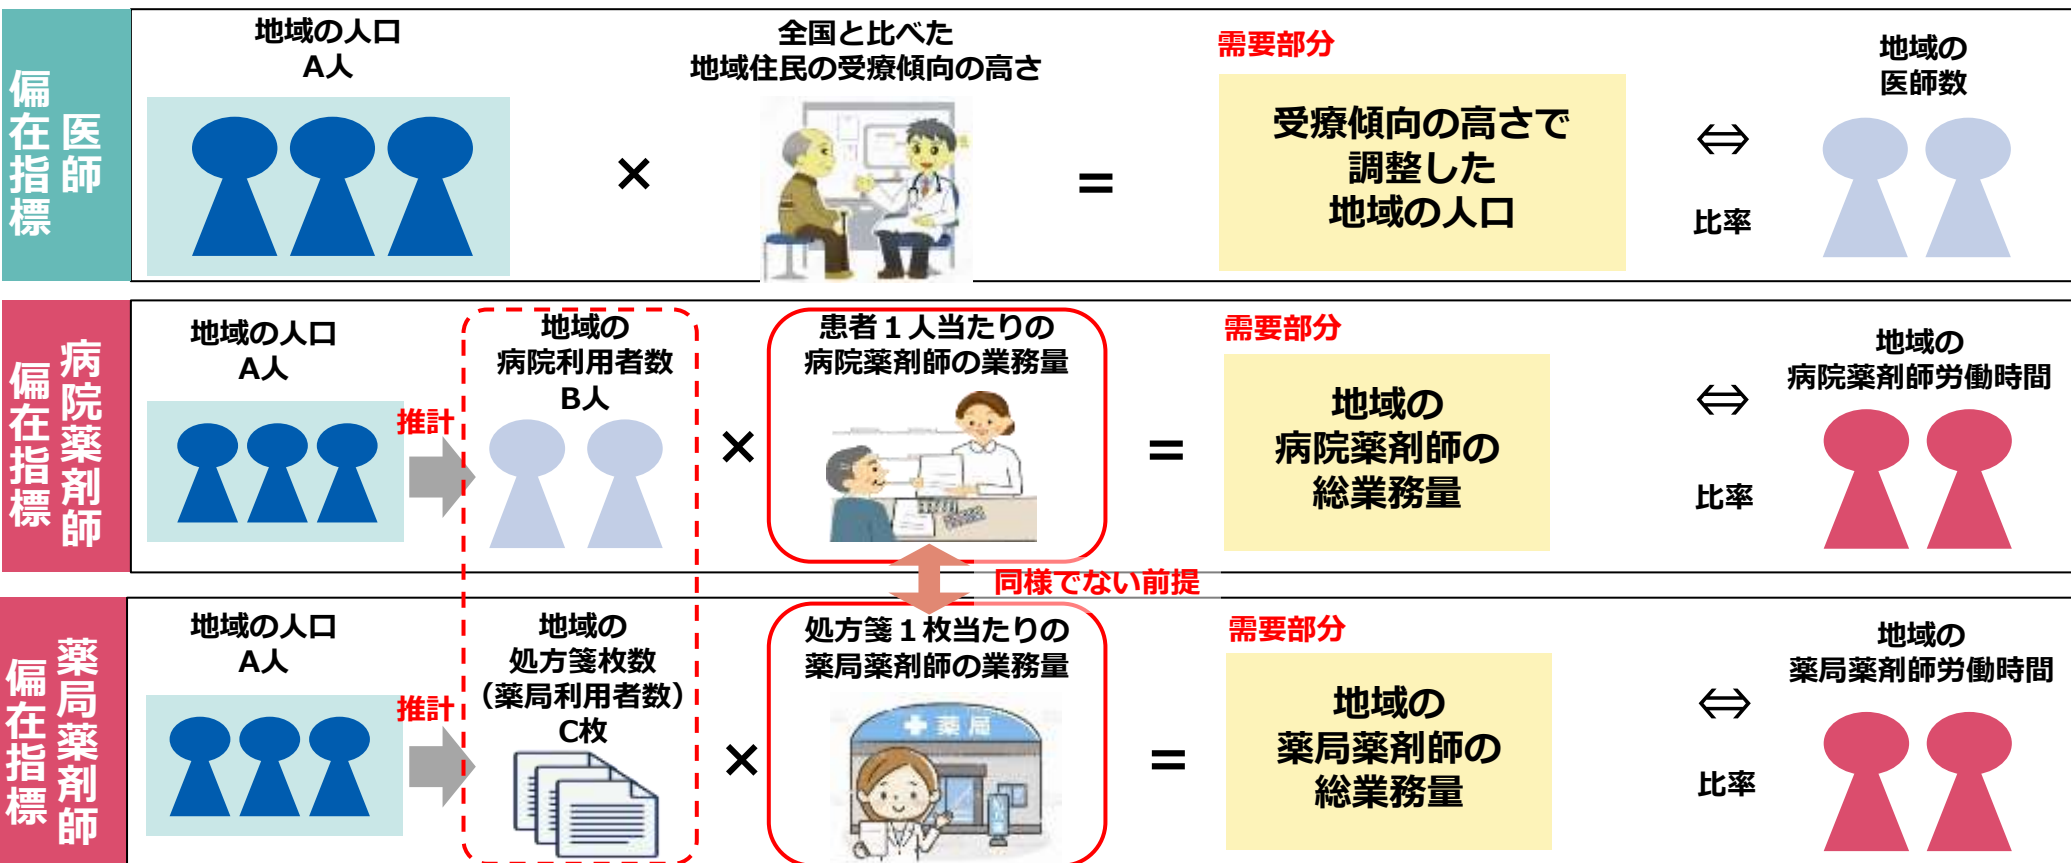 医師
偏在指標
地域の人口
A人
×
全国と比べた
地域住民の受療傾向の高さ
=
需要部分
受療傾向の高さで
調整した
地域の人口
⇔
比率
地域の
医師数
病院薬剤師
偏在指標
地域の人口
A人
推計
地域の
病院利用者数
B人
×
患者1人当たりの
病院薬剤師の業務量
=
需要部分
地域の
病院薬剤師の
総業務量
⇔
比率
地域の
病院薬剤師労働時間
同様でない前提
薬局薬剤師
偏在指標
地域の人口
A人
推計
地域の
処方箋枚数
（薬局利用者数）
C枚
×
処方箋1枚当たりの
薬局薬剤師の業務量
薬局
=
需要部分
地域の
薬局薬剤師の
総業務量
⇔
比率
地域の
薬局薬剤師労働時間